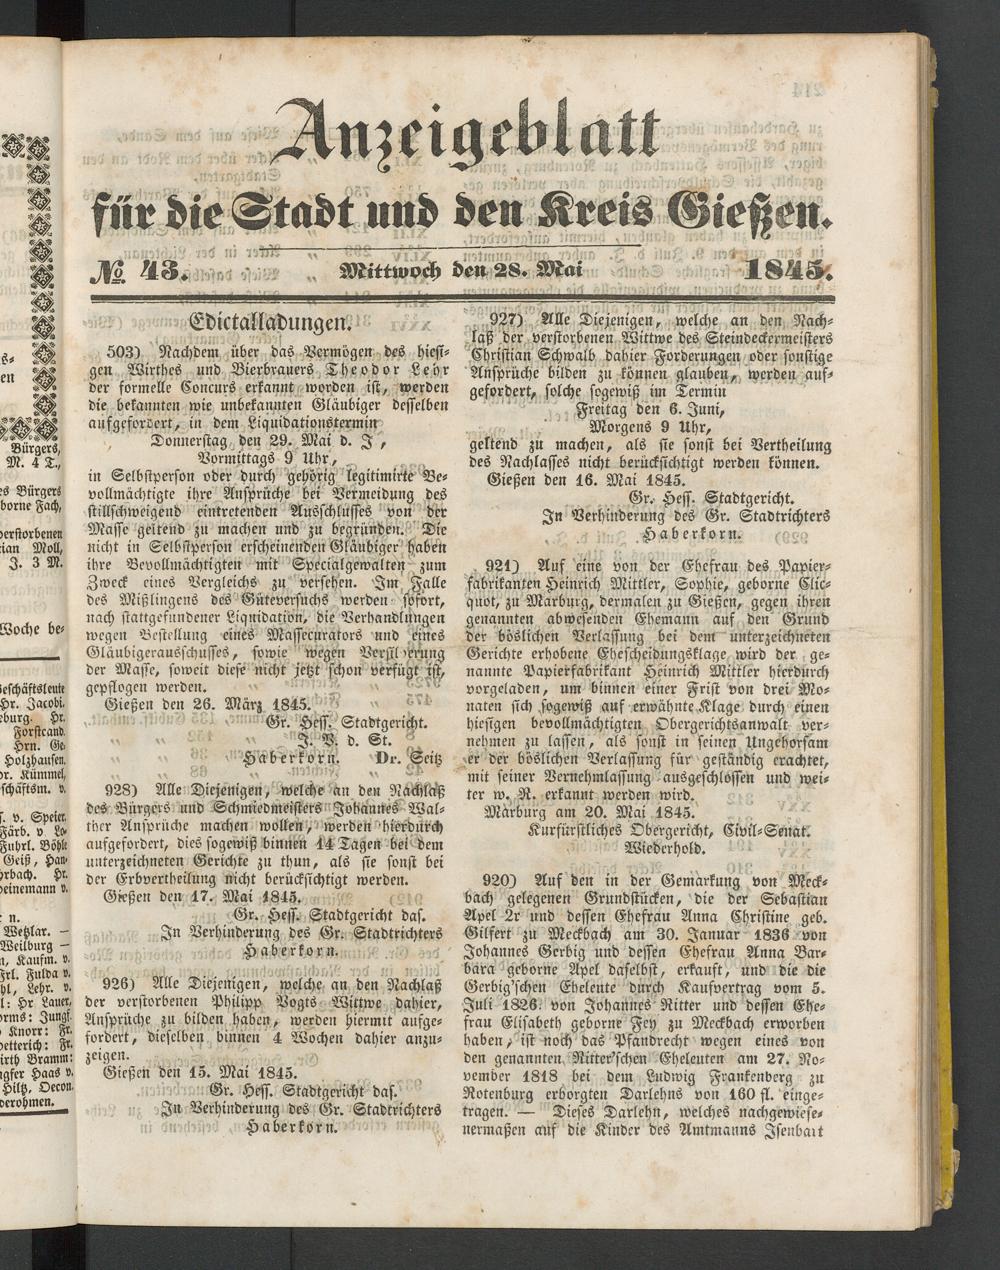 Anzeigeblatt
für die Stadt und den Kreis Gießen.
No. 43. Mittwoch den 28. Mai 1845.
Edictalladungen.
503) Nachdem über das Vermögen des hiesi-
gen Wirthes und Bierbrauers Theodor Lehr
der formelle Concurs erkannt worden ist, werden
die bekannten wie unbekannten Gläubiger desselben
aufgefordert, in dem Liquidationstermin
Donnerstag den 29. Mai d. J,
Vormittags 9 Uhr,
in Selbstperson oder durch gehörig legitimirte Be-
vollmächtigte ihre Ansprüche bei Vermeidung des
stillschweigend eintretenden Ausschlusses von der
Masse geltend zu machen und zu begründen. Die
nicht in Selbstperson erscheinenden Gläubiger haben
ihre Bevollmächtigten mit Specialgewalten zum
Zweck eines Vergleichs zu versehen. Im Falle
des Mißlingens des Güteversuchs werden sofort,
nach stattgefundener Liquidation, die Verhandlungen
wegen Bestellung eines Massecurators und eines
Gläubigerausschusses, sowie wegen Versilberung
der Masse, soweit diese nicht jetzt schon verfügt ist,
gepflogen werden.
Gießen den 26. März 1845.
Gr. Hess. Stadtgericht.
J. V. d. St.
Haberkorn. Dr. Seitz
928) Alle Diejenigen, welche an den Nachlaß
des Bürgers und Schmiedmeisters Johannes Wal-
ther Ansprüche machen wollen, werden hierdurch
aufgefordert, dies sogewiß binnen 14 Tagen bei dem
unterzeichneten Gerichte zu thun, als sie sonst bei
der Erbvertheilung nicht berücksichtigt werden.
Gießen den 17. Mai 1845.
Gr. Hess. Stadtgericht das.
In Verhinderung des Gr. Stadtrichters
Haberkorn.
926) Alle Diejenigen, welche an den Nachlaß
der verstorbenen Philipp Vogts Wittwe dahier,
Ansprüche zu bilden haben, werden hiermit aufge-
fordert, dieselben binnen 4 Wochen dahier anzu-
zeigen.
Gießen den 15. Mai 1845.
Gr. Hess. Stadtgericht das.
In Verhinderung des Gr. Stadtrichters
Haberkorn.
927) Alle Diejenigen, welche an den Nach-
laß der verstorbenen Wittwe des Steindeckermeisters
Christian Schwalb dahier Forderungen oder sonstige
Ansprüche bilden zu können glauben, werden auf-
gefordert, solche sogewiß im Termin
Freitag den 6. Juni,
Morgens 9 Uhr,
geltend zu machen, als sie sonst bei Vertheilung
des Nachlasses nicht berücksichtigt werden können.
Gießen den 16. Mai 1845.
Gr. Hess. Stadtgericht.
In Verhinderung des Gr. Stadtrichters
Haberkorn.
921) Auf eine von der Ehefrau des Papier-
fabrikanten Heinrich Mittler, Sophie, geborne Clic-
quot, zu Marburg, dermalen zu Gießen, gegen ihren
genannten abwesenden Ehemann auf den Grund
der böslichen Verlassung bei dem unterzeichneten
Gerichte erhobene Ehescheidungsklage wird der ge-
nannte Papierfabrikant Heinrich Mittler hierdurch
vorgeladen, um binnen einer Frist von drei Mo-
naten sich sogewiß auf erwähnte Klage durch einen
hiesigen bevollmächtigten Obergerichtsanwalt ver-
nehmen zu lassen, als sonst in seinen Ungehorsam
er der böslichen Verlassung für geständig erachtet,
mit seiner Vernehmlassung ausgeschlossen und wei-
ter w. R. erkannt werden wird.
Marburg am 20. Mai 1845.
Kurfürstliches Obergericht, Civil-Senat.
Wiederhold.
920) Auf den in der Gemarkung von Meck-
bach gelegenen Grundstücken, die der Sebastian
Apel 2r und dessen Ehefrau Anna Christine geb.
Gilfert zu Meckbach am 30. Januar 1836 von
Johannes Gerbig und dessen Ehefrau Anna Bar-
bara geborne Apel daselbst, erkauft, und die die
Gerbig'schen Eheleute durch Kaufvertrag vom 5.
Juli 1826. von Johannes Ritter und dessen Ehe-
frau Elisabeth geborne Fey zu Meckbach erworben
haben, ist noch das Pfandrecht wegen eines von
den genannten Ritter'schen Eheleuten am 27. No-
vember 1818 bei dem Ludwig Frankenberg zu
Rotenburg erborgten Darlehns von 160 fl. einge-
tragen. — Dieses Darlehn, welches nachgewiese-
nermaßen auf die Kinder des Amtmanns Isenbart